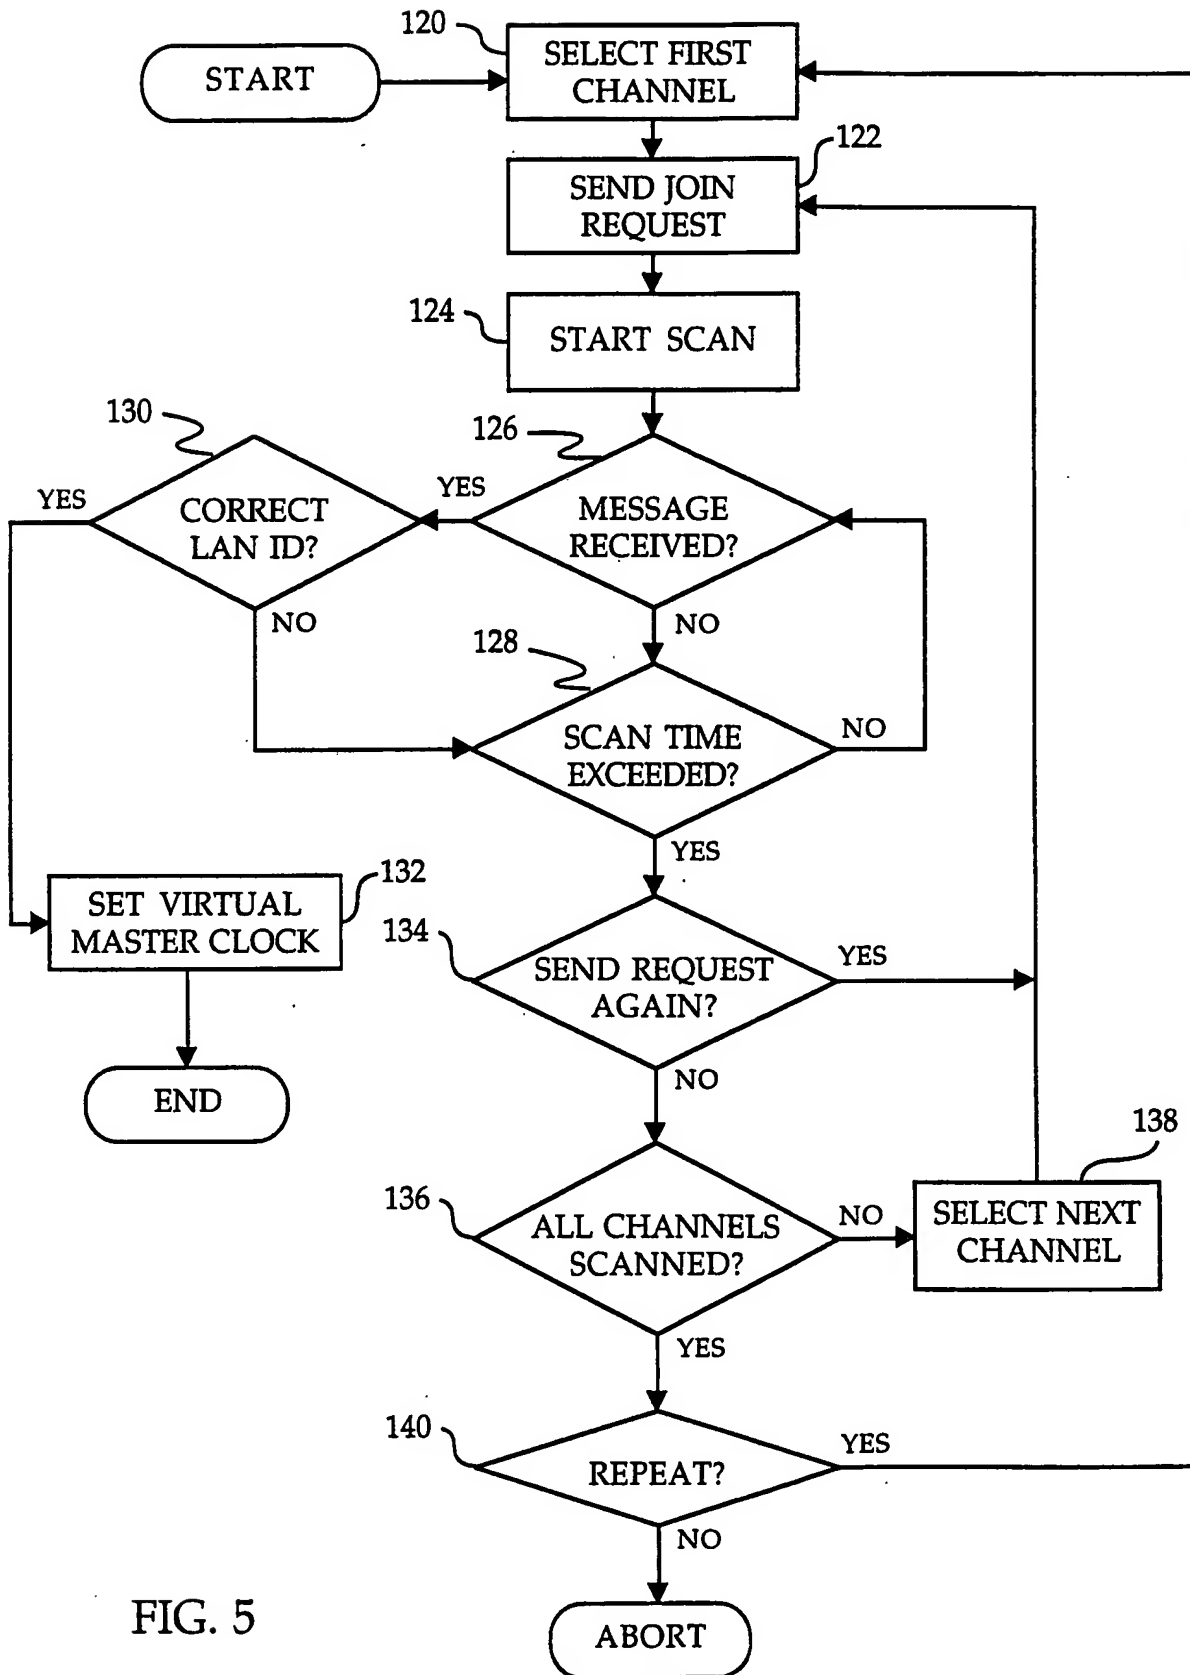 120
START
SELECT FIRST
CHANNEL
122
SEND JOIN
REQUEST
124
START SCAN
130
126
YES
YES
CORRECT
LAN ID?
MESSAGE
RECEIVED?
NO
NO
128
SCAN TIME
EXCEEDED?
NO
YES
132
SET VIRTUAL
MASTER CLOCK
134
SEND REQUEST
AGAIN?
YES
NO
END
138
136
ALL CHANNELS
SCANNED?
NO
SELECT NEXT
CHANNEL
YES
140
REPEAT?
YES
NO
FIG. 5
ABORT